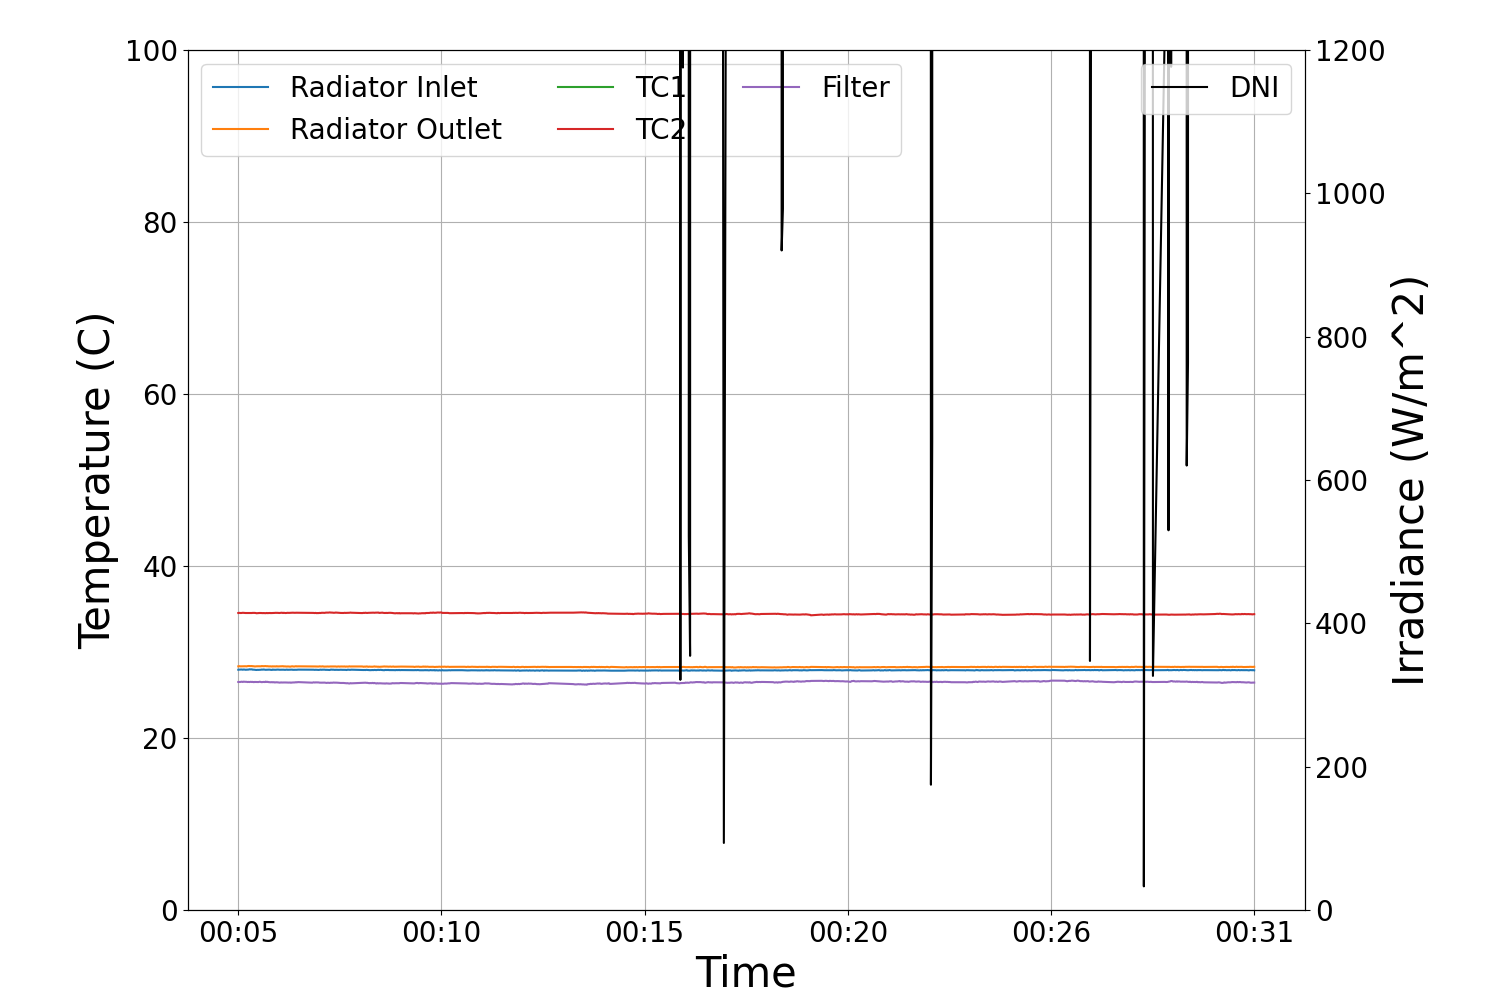 100
80
60
40
20
0
Temperature (C)
Radiator Inlet
Radiator Outlet
TC1
TC2
Filter
DNI
1200
1000
800
600
400
200
0
Irradiance (W/m^2)
00:05 00:10 00:15 00:20 00:26 00:31
Time